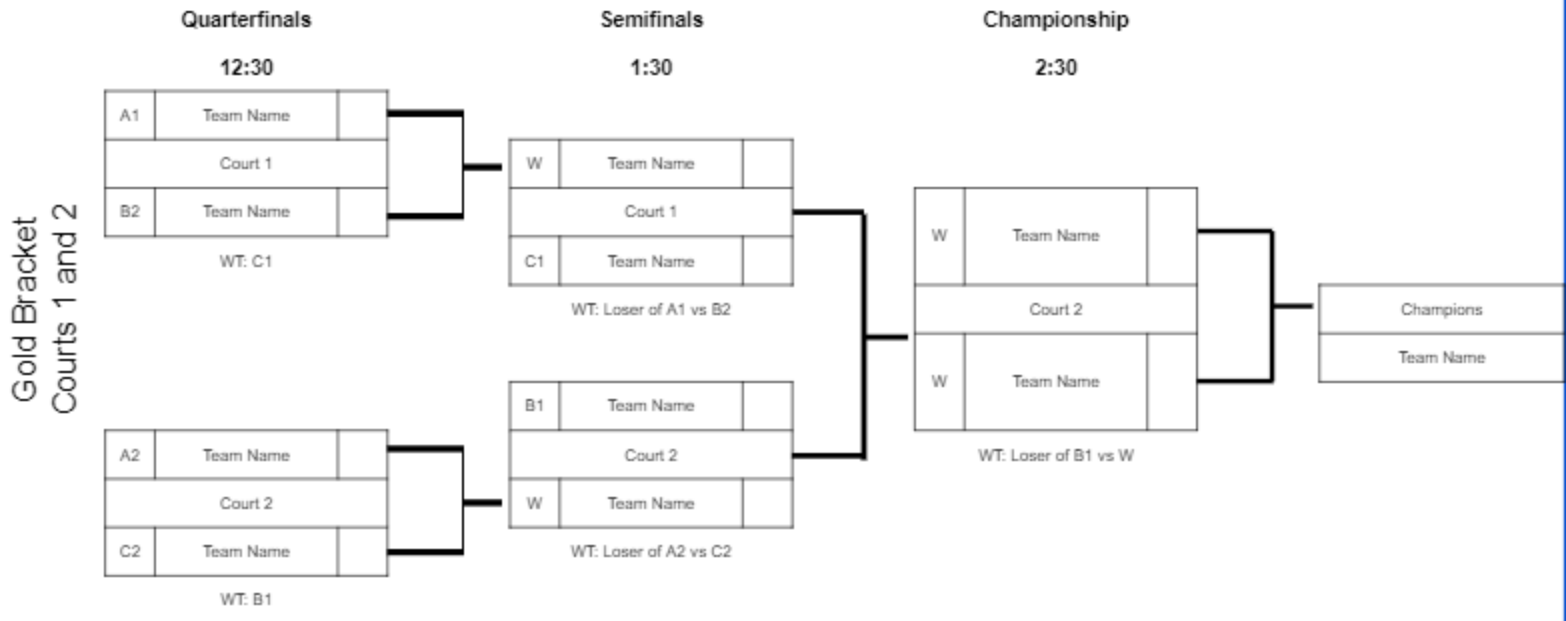 Quarterfinals
Semifinals
Championship
12:30
1:30
2:30
Gold Bracket
Courts 1 and 2
A1 Team Name
Court 1
B2 Team Name
WT: C1
A2 Team Name
Court 2
C2 Team Name
WT: B1
W Team Name
Court 1
C1 Team Name
WT: Loser of A1 vs B2
B1 Team Name
Court 2
W Team Name
WT: Loser of A2 vs C2
W Team Name
Court 2
W Team Name
WT: Loser of B1 vs W
Champions
Team Name